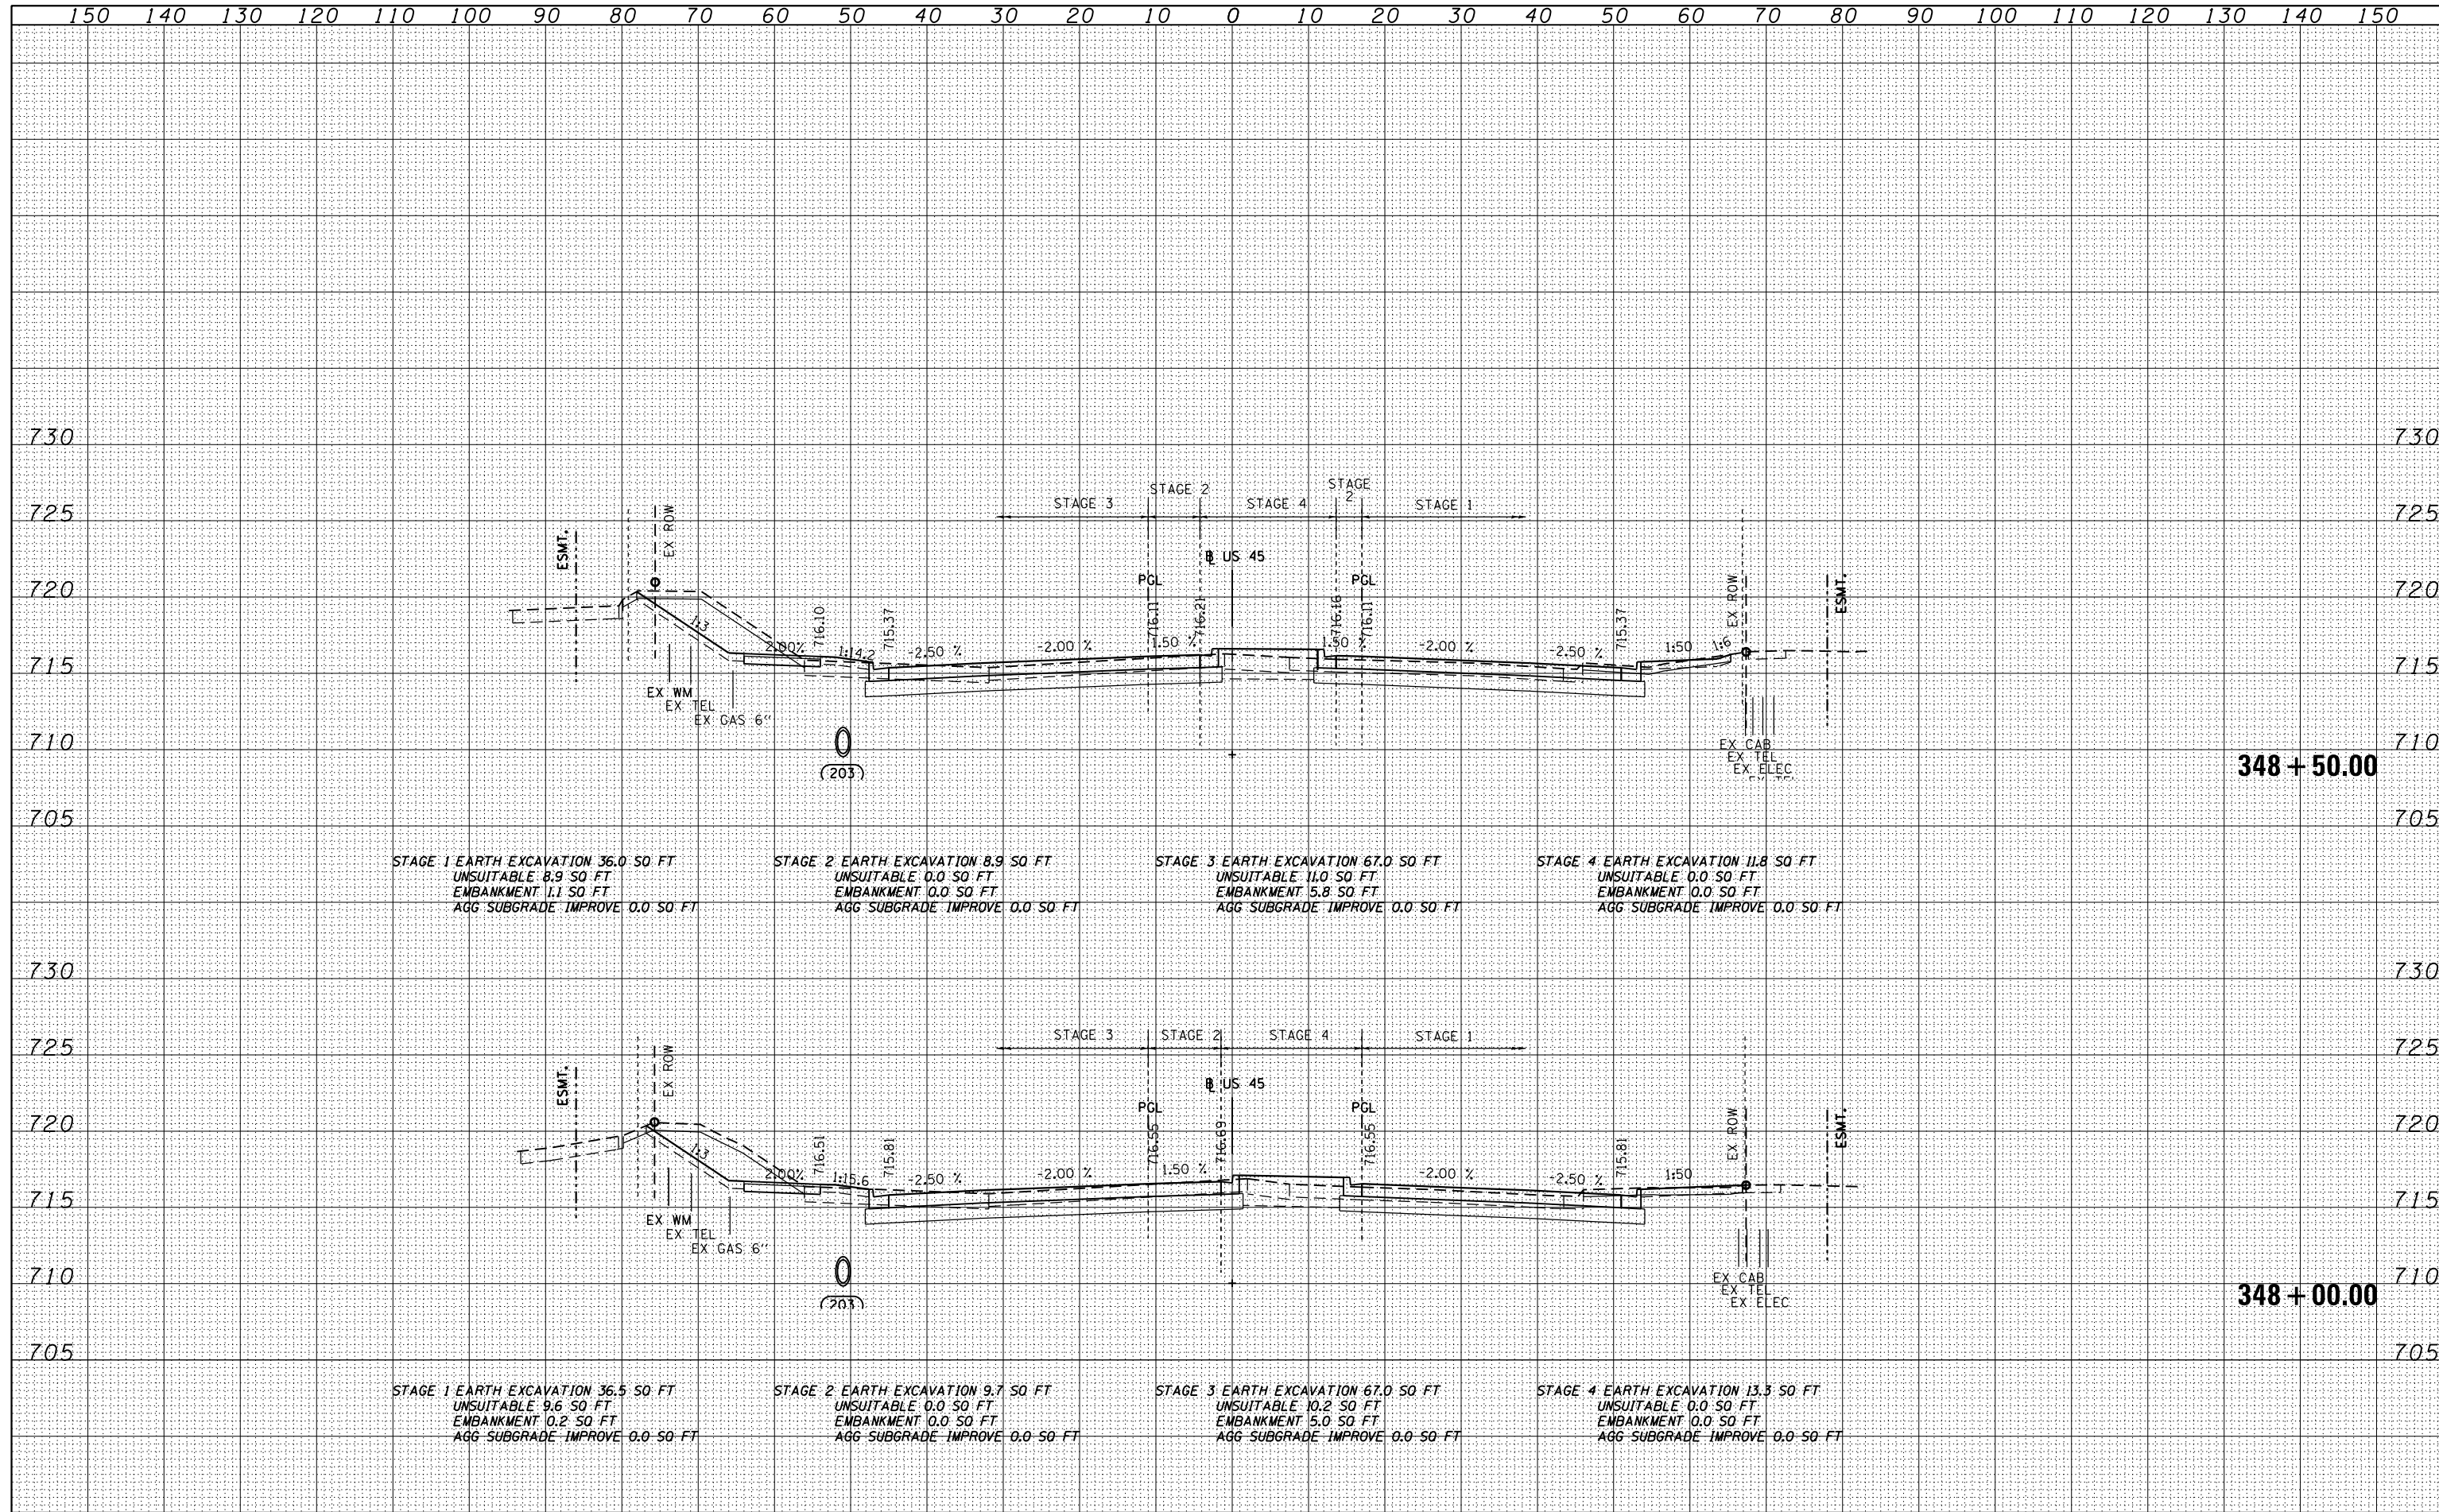 150 140 130 120 110 100 90 80 70 60 50 40 30 20 10 0 10 20 30 40 50 60 70 80 90 100 110 120 130 140 150
730 730
STAGE 3 STAGE 2 STAGE 4 STAGE 2 STAGE 1
725 725
ESMT. EX ROW
B US 45
PGL PGL
EX ROW ESMT.
720 720
1:3 2.00% 716.10 1:14.2 715.37 -2.50 % -2.00 % 716.11 1.50 % 716.21 1.50 % 716.16 716.11 -2.00 % -2.50 % 715.37 1:50 1:6
715 715
EX WM
EX TEL
EX GAS 6"
710 710
203
EX CAB
EX TEL
EX ELEC
348 + 50.00
705 705
STAGE 1 EARTH EXCAVATION 36.0 SQ FT
UNSUITABLE 8.9 SQ FT
EMBANKMENT 1.1 SQ FT
AGG SUBGRADE IMPROVE 0.0 SQ FT
STAGE 2 EARTH EXCAVATION 8.9 SQ FT
UNSUITABLE 0.0 SQ FT
EMBANKMENT 0.0 SQ FT
AGG SUBGRADE IMPROVE 0.0 SQ FT
STAGE 3 EARTH EXCAVATION 67.0 SQ FT
UNSUITABLE 11.0 SQ FT
EMBANKMENT 5.8 SQ FT
AGG SUBGRADE IMPROVE 0.0 SQ FT
STAGE 4 EARTH EXCAVATION 11.8 SQ FT
UNSUITABLE 0.0 SQ FT
EMBANKMENT 0.0 SQ FT
AGG SUBGRADE IMPROVE 0.0 SQ FT
730 730
STAGE 3 STAGE 2 STAGE 4 STAGE 1
725 725
ESMT. EX ROW
B US 45
PGL PGL
EX ROW ESMT.
720 720
1:3 2.00% 716.51 1:15.6 715.81 -2.50 % -2.00 % 716.55 1.50 % 716.69 716.55 -2.00 % -2.50 % 715.81 1:50
715 715
EX WM
EX TEL
EX GAS 6"
710 710
203
EX CAB
EX TEL
EX ELEC
348 + 00.00
705 705
STAGE 1 EARTH EXCAVATION 36.5 SQ FT
UNSUITABLE 9.6 SQ FT
EMBANKMENT 0.2 SQ FT
AGG SUBGRADE IMPROVE 0.0 SQ FT
STAGE 2 EARTH EXCAVATION 9.7 SQ FT
UNSUITABLE 0.0 SQ FT
EMBANKMENT 0.0 SQ FT
AGG SUBGRADE IMPROVE 0.0 SQ FT
STAGE 3 EARTH EXCAVATION 67.0 SQ FT
UNSUITABLE 10.2 SQ FT
EMBANKMENT 5.0 SQ FT
AGG SUBGRADE IMPROVE 0.0 SQ FT
STAGE 4 EARTH EXCAVATION 13.3 SQ FT
UNSUITABLE 0.0 SQ FT
EMBANKMENT 0.0 SQ FT
AGG SUBGRADE IMPROVE 0.0 SQ FT